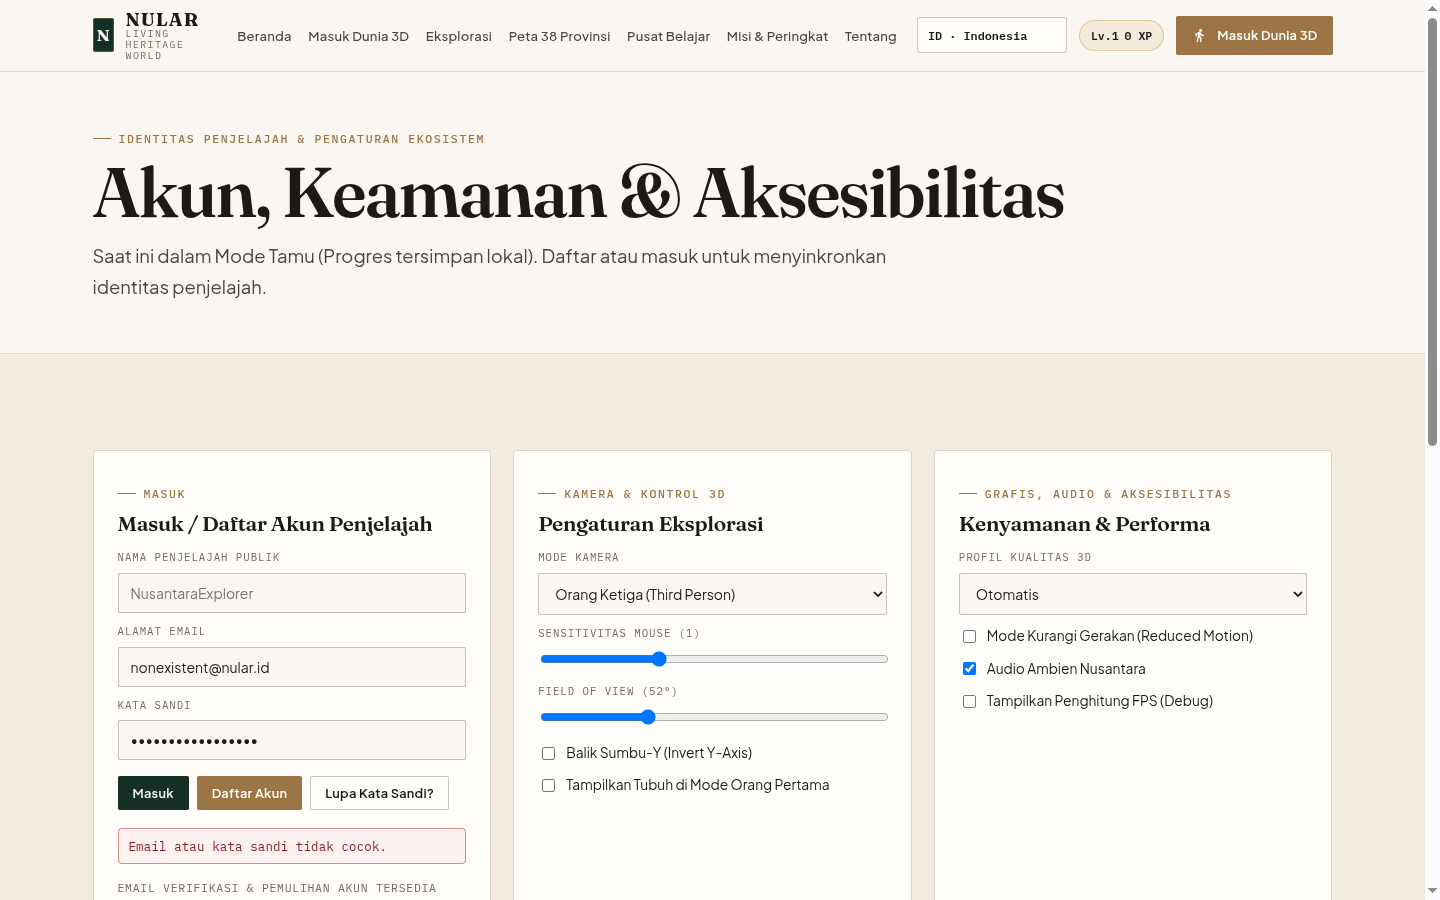 N
NULAR
LIVING
HERITAGE
WORLD
Beranda
Masuk Dunia 3D
Eksplorasi
Peta 38 Provinsi
Pusat Belajar
Misi & Peringkat
Tentang
ID · Indonesia
Lv.1 0 XP
Masuk Dunia 3D
IDENTITAS PENJELAJAH & PENGATURAN EKOSISTEM
Akun, Keamanan & Aksesibilitas
Saat ini dalam Mode Tamu (Progres tersimpan lokal). Daftar atau masuk untuk menyinkronkan
identitas penjelajah.
MASUK
Masuk / Daftar Akun Penjelajah
NAMA PENJELAJAH PUBLIK
NusantaraExplorer
ALAMAT EMAIL
nonexistent@nular.id
KATA SANDI
•••••••••••••••••
Masuk
Daftar Akun
Lupa Kata Sandi?
Email atau kata sandi tidak cocok.
EMAIL VERIFIKASI & PEMULIHAN AKUN TERSEDIA
KAMERA & KONTROL 3D
Pengaturan Eksplorasi
MODE KAMERA
Orang Ketiga (Third Person)
SENSITIVITAS MOUSE (1)
FIELD OF VIEW (52°)
Balik Sumbu-Y (Invert Y-Axis)
Tampilkan Tubuh di Mode Orang Pertama
GRAFIS, AUDIO & AKSESIBILITAS
Kenyamanan & Performa
PROFIL KUALITAS 3D
Otomatis
Mode Kurangi Gerakan (Reduced Motion)
Audio Ambien Nusantara
Tampilkan Penghitung FPS (Debug)